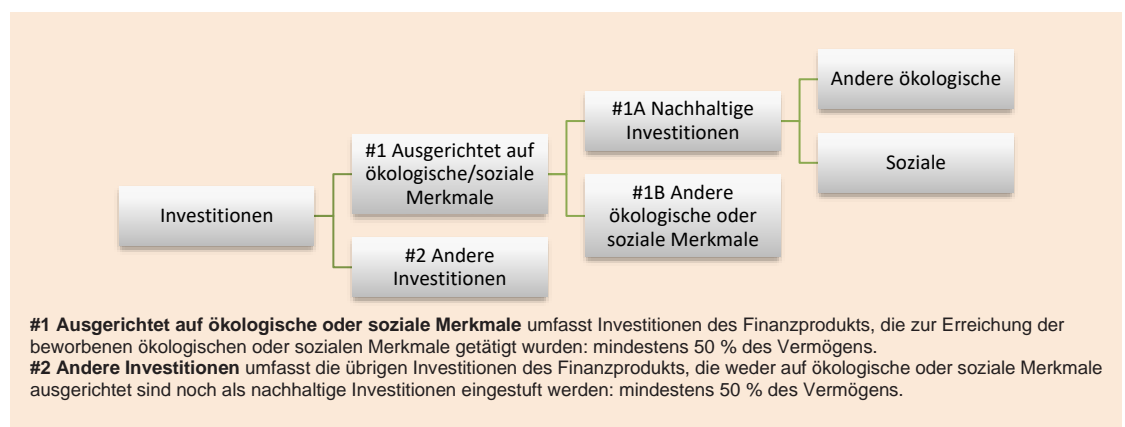 Andere ökologische
#1A Nachhaltige
Investitionen
#1 Ausgerichtet auf
ökologische/soziale
Merkmale
Soziale
Investitionen
#1B Andere
ökologische oder
soziale Merkmale
#2 Andere
Investitionen
#1 Ausgerichtet auf ökologische oder soziale Merkmale umfasst Investitionen des Finanzprodukts, die zur Erreichung der
beworbenen ökologischen oder sozialen Merkmale getätigt wurden: mindestens 50 % des Vermögens.
#2 Andere Investitionen umfasst die übrigen Investitionen des Finanzprodukts, die weder auf ökologische oder soziale Merkmale
ausgerichtet sind noch als nachhaltige Investitionen eingestuft werden: mindestens 50 % des Vermögens.